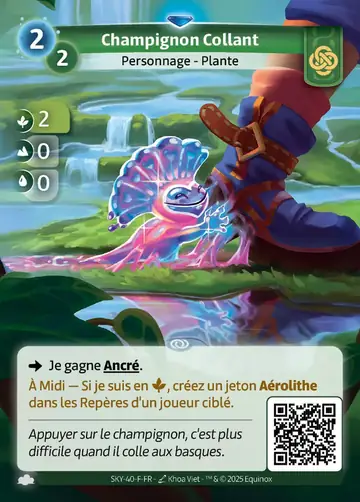 2
2
Champignon Collant
Personnage - Plante
2
0
0
Je gagne Ancré.
À Midi — Si je suis en , créez un jeton Aérolithe
dans les Repères d'un joueur ciblé.
Appuyer sur le champignon, c'est plus
difficile quand il colle aux basques.
SKY-40-F-FR - Khoa Viet - ™ & © 2025 Equinox